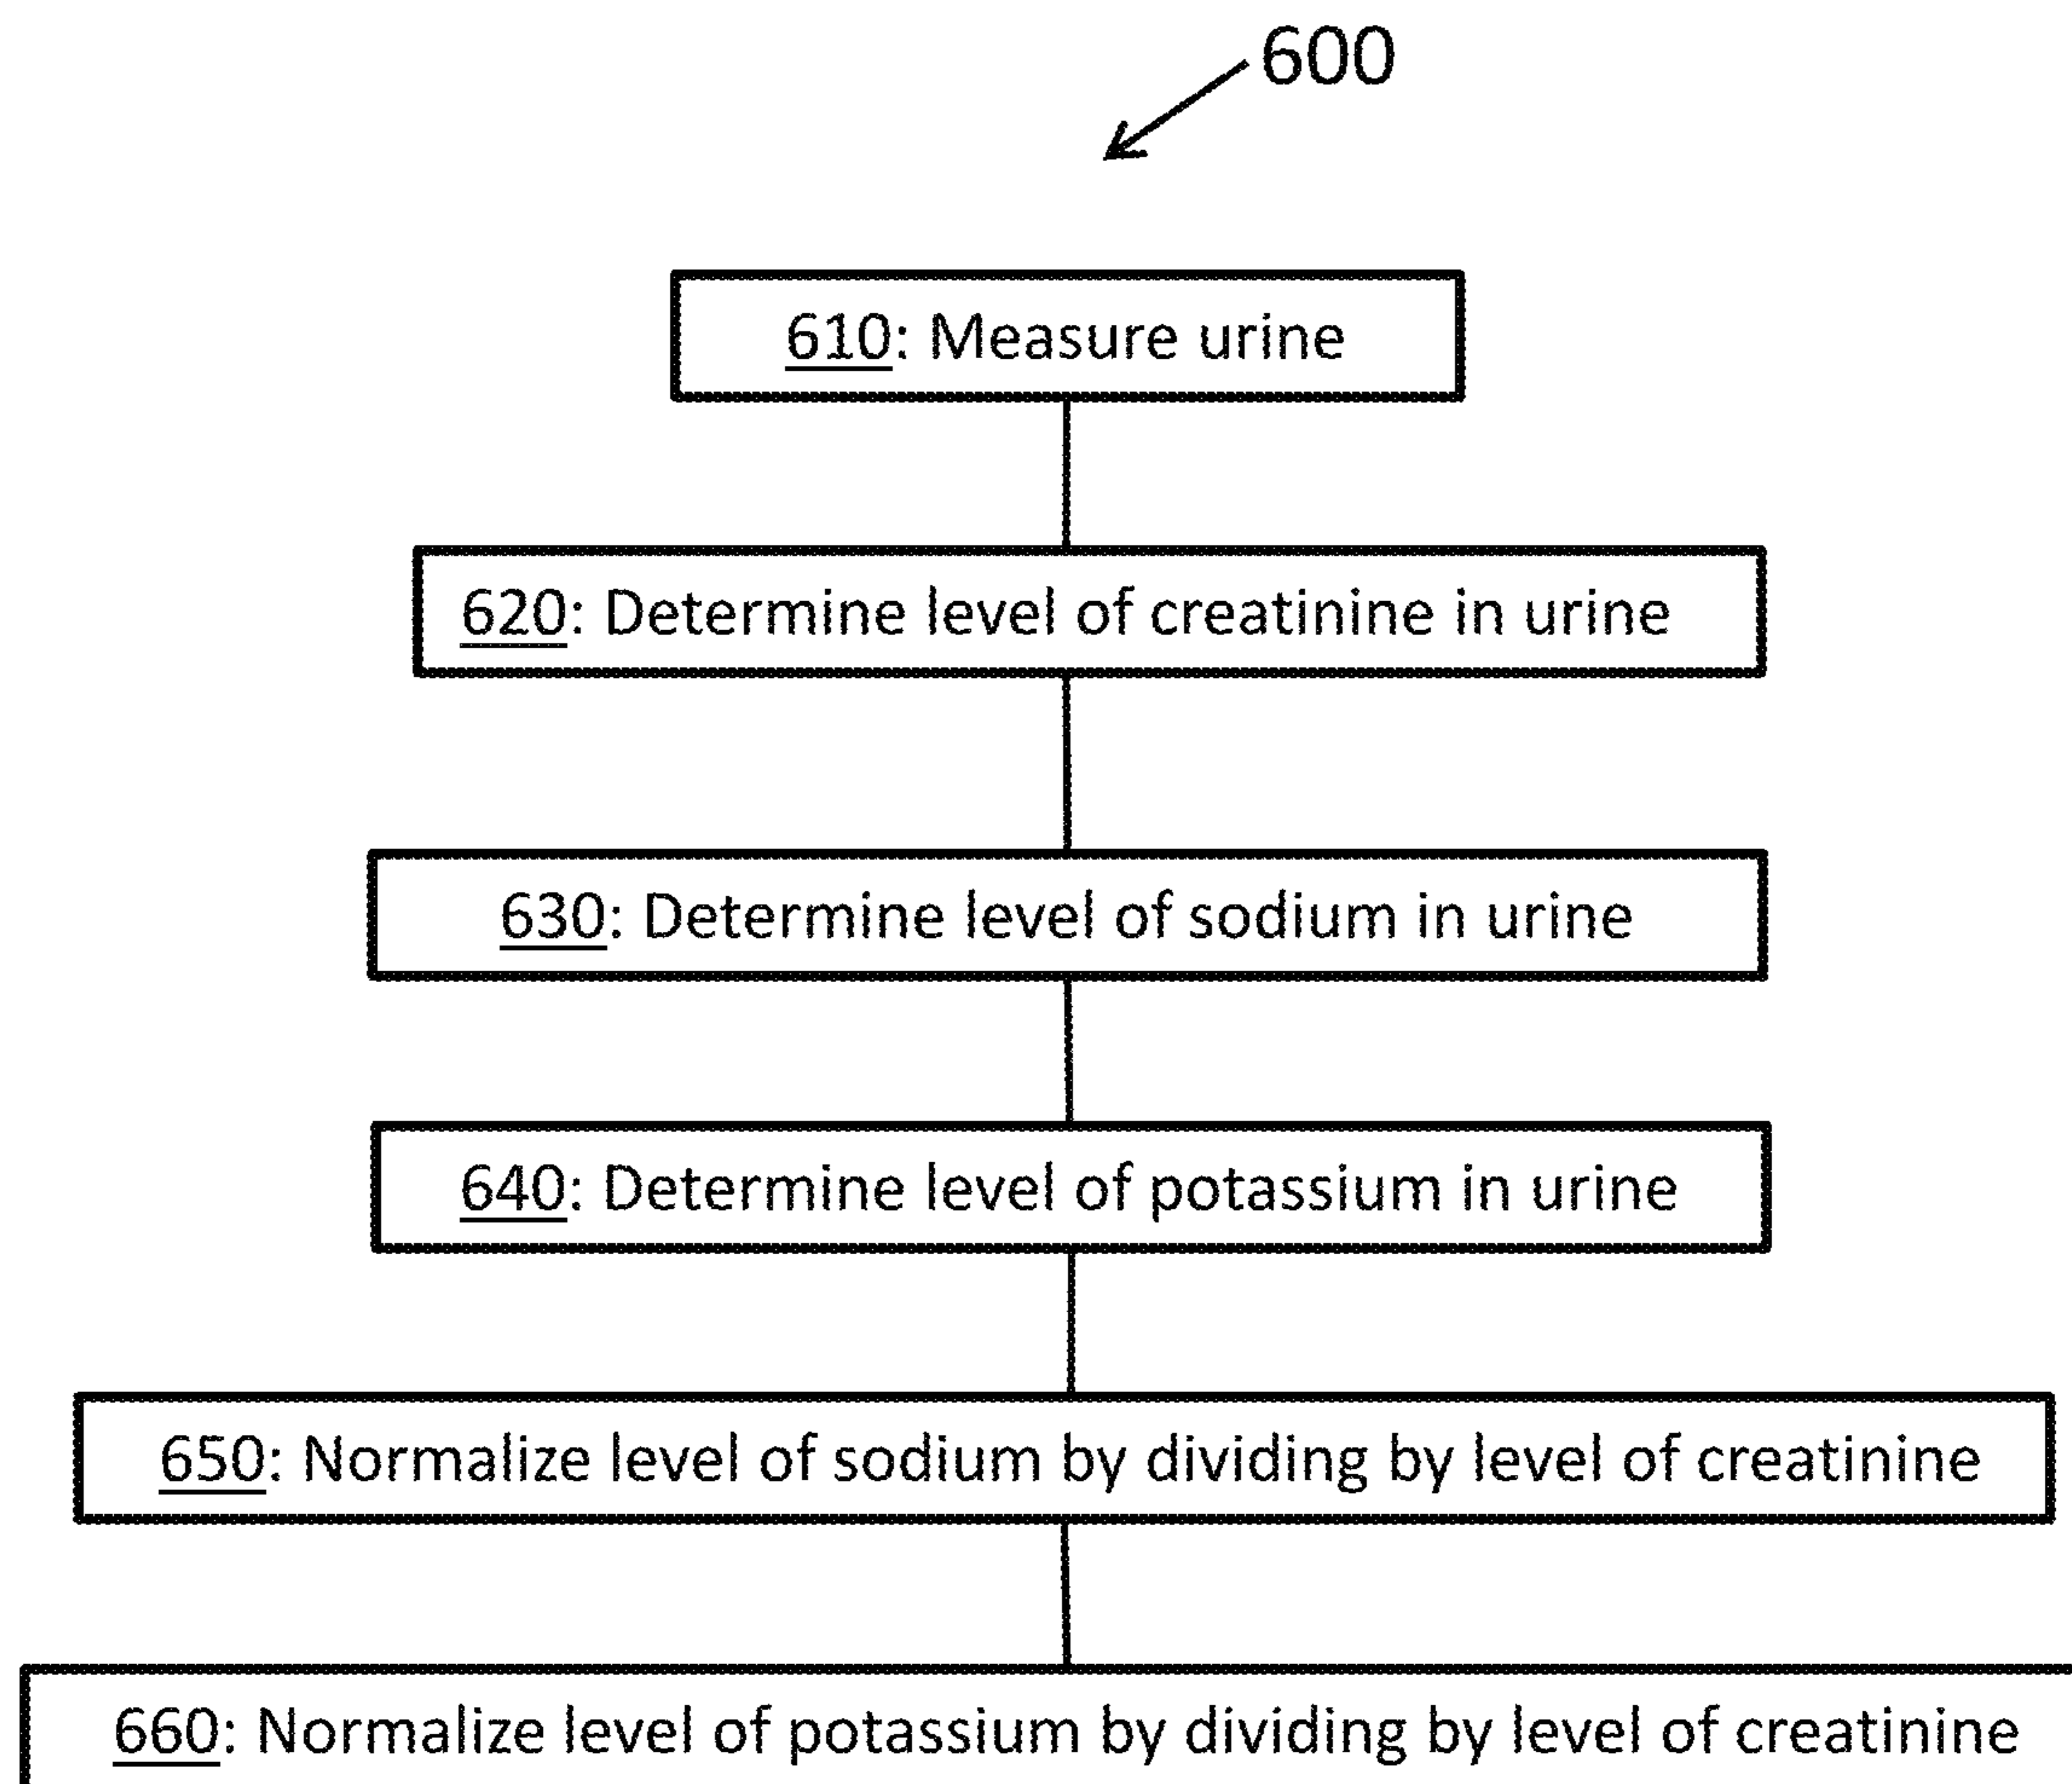 600
610: Measure urine
620: Determine level of creatinine in urine
630: Determine level of sodium in urine
640: Determine level of potassium in urine
650: Normalize level of sodium by dividing by level of creatinine
660: Normalize level of potassium by dividing by level of creatinine